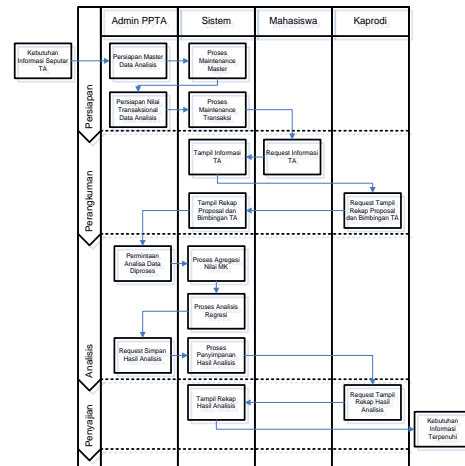 Admin PPTA
Sistem
Mahasiswa
Kaprodi
Kebutuhan
Informasi Seputar
TA
Persiapan Master
Data Analisis
Proses
Maintenance
Master
Persiapan Nilai
Transaksional
Data Analisis
Proses
Maintenance
Transaksi
Persiapan
Tampil Informasi
TA
Request Informasi
TA
Tampil Rekap
Proposal dan
Bimbingan TA
Request Tampil
Rekap Proposal
dan Bimbingan TA
Perangkuman
Permintaan
Analisa Data
Diproses
Proses Agregasi
Nilai MK
Proses Analisis
Regresi
Request Simpan
Hasil Analisis
Proses
Penyimpanan
Hasil Analisis
Analisis
Tampil Rekap
Hasil Analisis
Request Tampil
Rekap Hasil
Analisis
Penyajian
Kebutuhan
Informasi
Terpenuhi